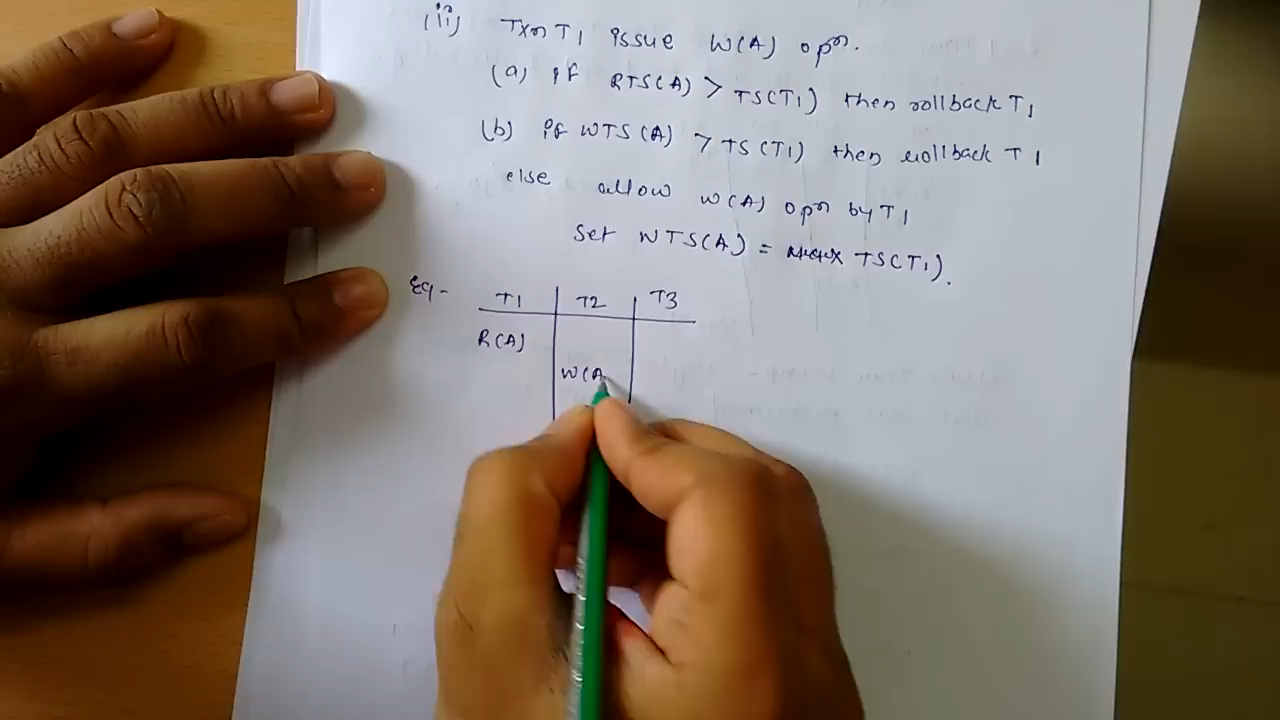 (ii) Txn T1 issue W(A) opn.
(a) if RTS(A) > TS(T1) then rollback T1
(b) if WTS(A) > TS(T1) then rollback T1
else allow W(A) opn by T1
Set WTS(A) = TS(T1).
Eg- T1 T2 T3
R(A)
W(A